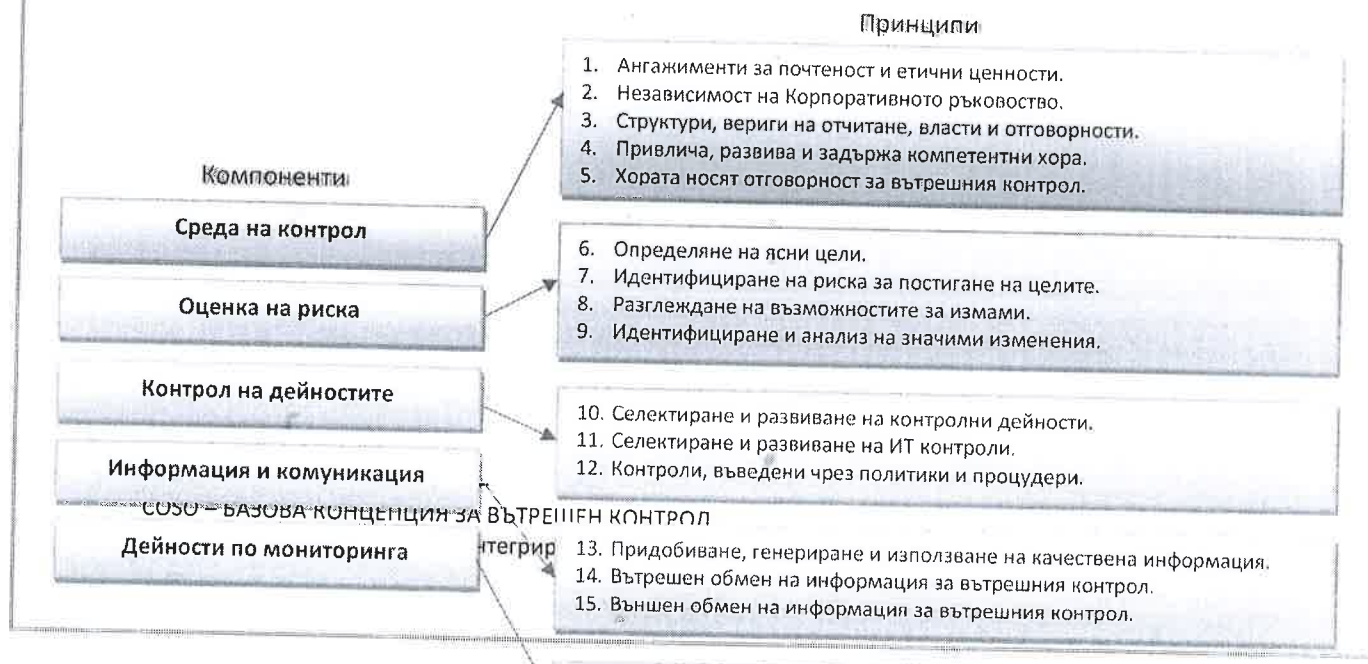 Принципи
1. Ангажименти за почтеност и етични ценности.
2. Независимост на Корпоративното ръковоство.
3. Структури, вериги на отчитане, власти и отговорности.
4. Привлича, развива и задържа компетентни хора.
5. Хората носят отговорност за вътрешния контрол.
Компоненти
Среда на контрол
Оценка на риска
Контрол на дейностите
Информация и комуникация
COSO – БАЗОВА КОНЦЕПЦИЯ ЗА ВЪТРЕШЕН КОНТРОЛ
Дейности по мониторинга
6. Определяне на ясни цели.
7. Идентифициране на риска за постигане на целите.
8. Разглеждане на възможностите за измами.
9. Идентифициране и анализ на значими изменения.
10. Селектиране и развиване на контролни дейности.
11. Селектиране и развиване на ИТ контроли.
12. Контроли, въведени чрез политики и процудери.
13. Придобиване, генериране и използване на качествена информация.
14. Вътрешен обмен на информация за вътрешния контрол.
15. Външен обмен на информация за вътрешния контрол.